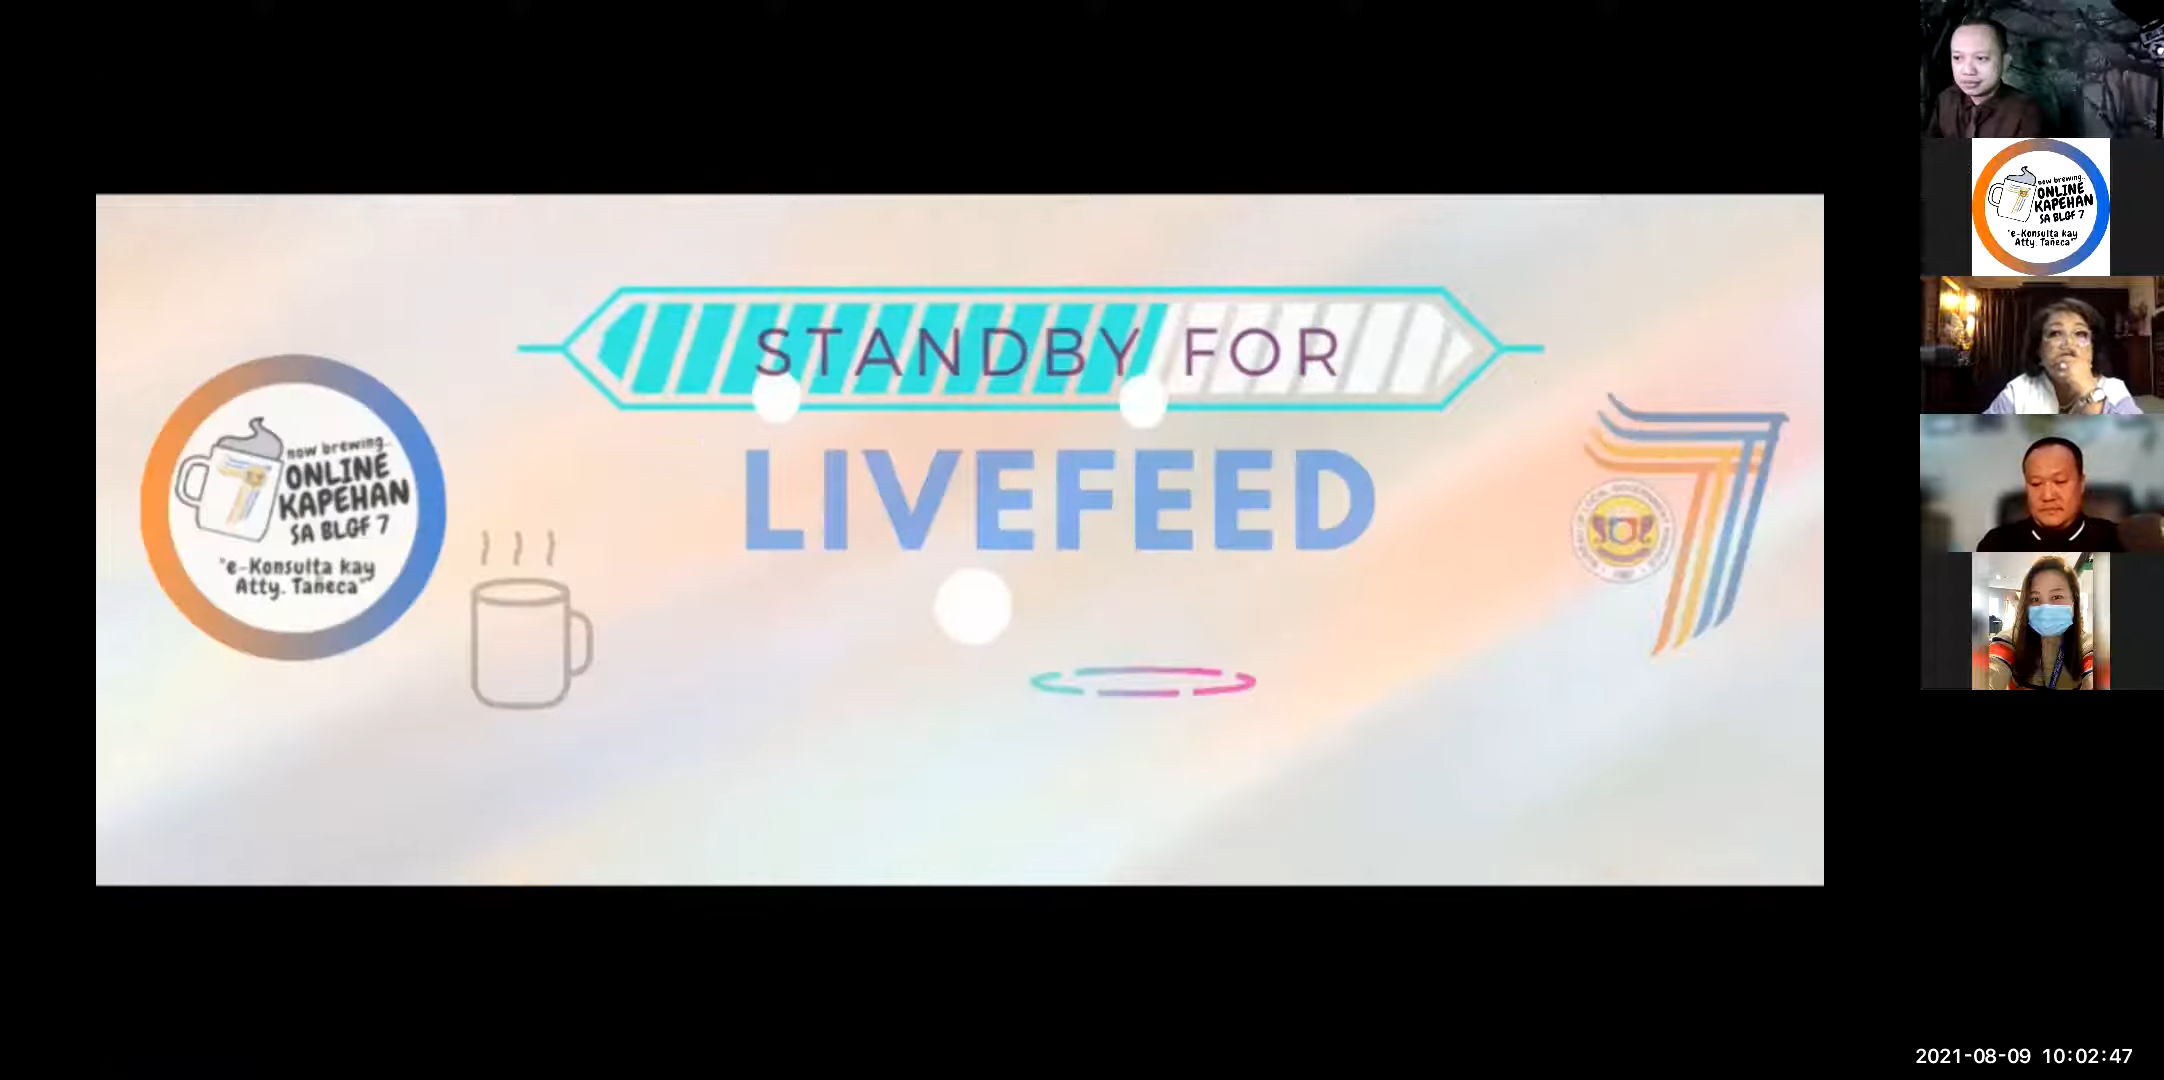 STANDBY FOR
LIVEFEED
now brewing..
ONLINE
KAPEHAN
SA BLGF 7
"e-Konsulta kay
Atty. Tañeca"
now brewing..
ONLINE
KAPEHAN
SA BLGF 7
"e-Konsulta kay
Atty. Tañeca"
2021-08-09 10:02:47